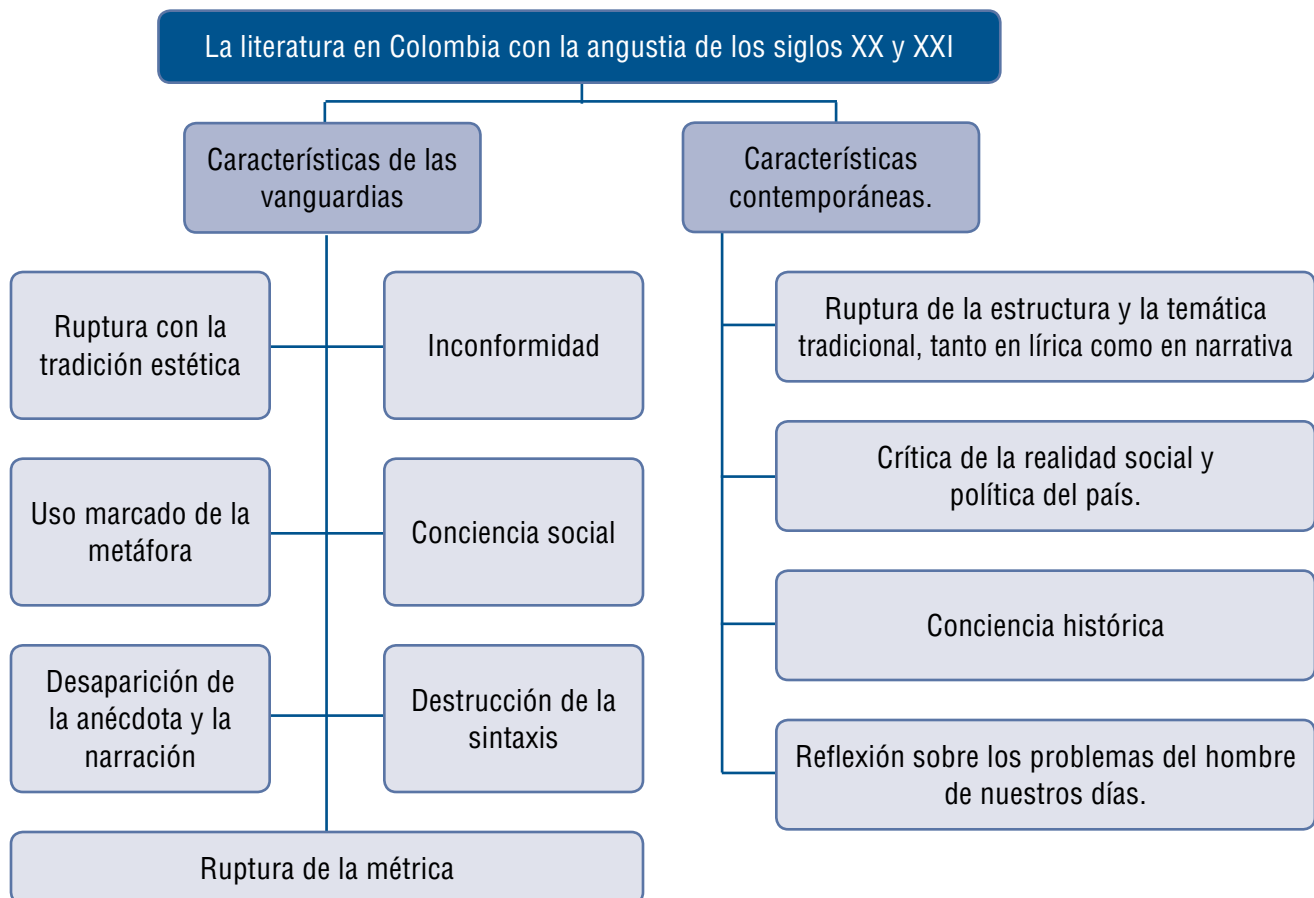 La literatura en Colombia con la angustia de los siglos XX y XXI
Características de las
vanguardias
Características
contemporáneas.
Ruptura con la
tradición estética
Inconformidad
Uso marcado de la
metáfora
Conciencia social
Desaparición de
la anécdota y la
narración
Destrucción de la
sintaxis
Ruptura de la métrica
Ruptura de la estructura y la temática
tradicional, tanto en lírica como en narrativa
Crítica de la realidad social y
política del país.
Conciencia histórica
Reflexión sobre los problemas del hombre
de nuestros días.